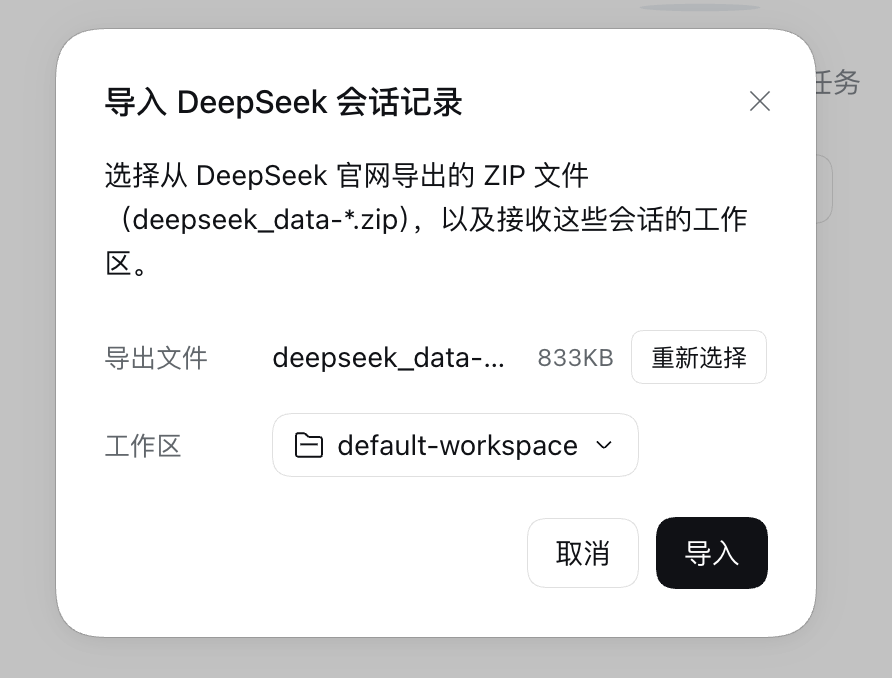 导入 DeepSeek 会话记录
任务
选择从 DeepSeek 官网导出的 ZIP 文件
（deepseek_data-*.zip），以及接收这些会话的工作
区。
导出文件 deepseek_data-... 833KB 重新选择
工作区 default-workspace
取消 导入